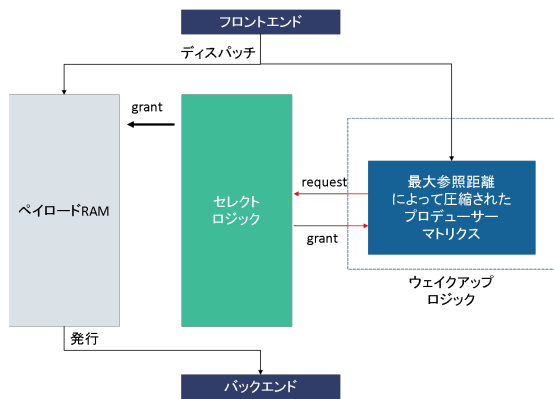 フロントエンド
ディスパッチ
grant
ペイロードRAM
セレクト
ロジック
request
grant
最大参照距離
によって圧縮された
プロデューサー
マトリクス
ウェイクアップ
ロジック
発行
バックエンド